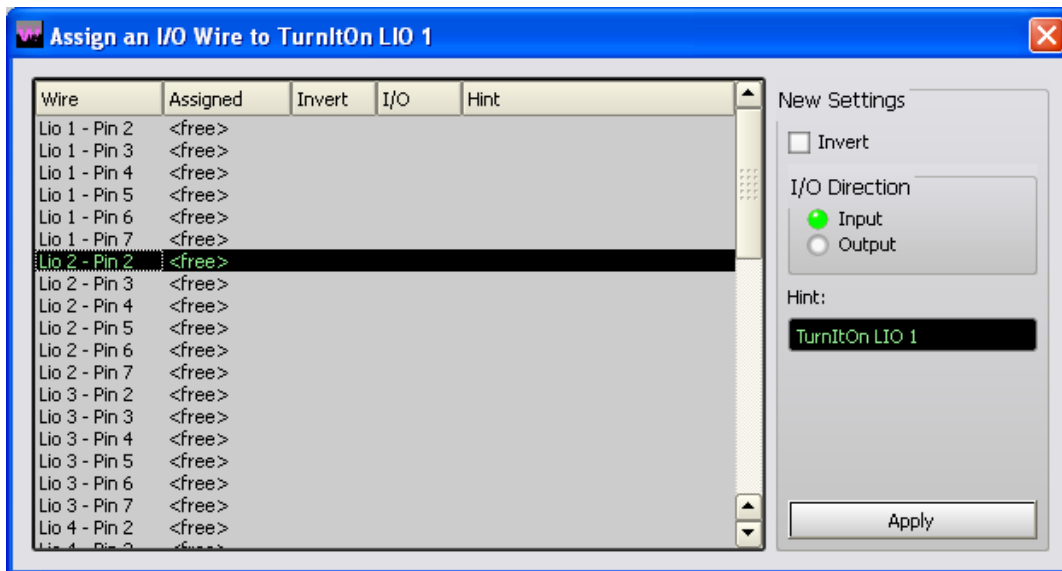 Assign an I/O Wire to TurnItOn LIO 1
Wire Assigned Invert I/O Hint
Lio 1 - Pin 2 <free>
Lio 1 - Pin 3 <free>
Lio 1 - Pin 4 <free>
Lio 1 - Pin 5 <free>
Lio 1 - Pin 6 <free>
Lio 1 - Pin 7 <free>
Lio 2 - Pin 2 <free>
Lio 2 - Pin 3 <free>
Lio 2 - Pin 4 <free>
Lio 2 - Pin 5 <free>
Lio 2 - Pin 6 <free>
Lio 2 - Pin 7 <free>
Lio 3 - Pin 2 <free>
Lio 3 - Pin 3 <free>
Lio 3 - Pin 4 <free>
Lio 3 - Pin 5 <free>
Lio 3 - Pin 6 <free>
Lio 3 - Pin 7 <free>
Lio 4 - Pin 2 <free>
New Settings
Invert
I/O Direction
Input
Output
Hint:
TurnItOn LIO 1
Apply